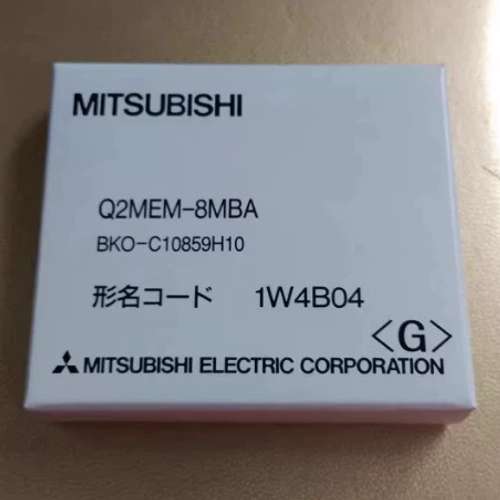 MITSUBISHI
Q2MEM-8MBA
BKO-C10859H10
形名コード 1W4B04
<G>
MITSUBISHI ELECTRIC CORPORATION